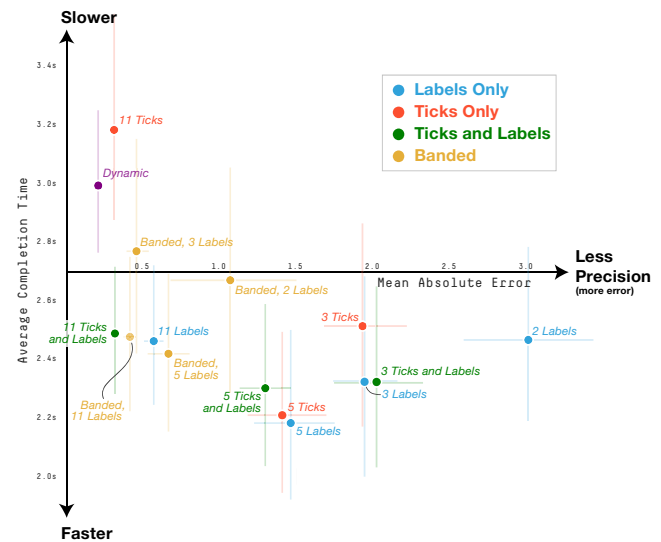 Slower
3.4s
Labels Only
Ticks Only
Ticks and Labels
Banded
11 Ticks
3.2s
Dynamic
3.0s
Banded, 3 Labels
2.8s
0.5
1.0
1.5
2.0
3.0
Less
Precision
(more error)
Mean Absolute Error
Average Completion Time
Banded, 2 Labels
2.6s
3 Ticks
11 Ticks
and Labels
11 Labels
2 Labels
2.4s
Banded,
5 Labels
3 Ticks and Labels
3 Labels
5 Ticks
and Labels
Banded,
11 Labels
5 Ticks
2.2s
5 Labels
2.0s
Faster